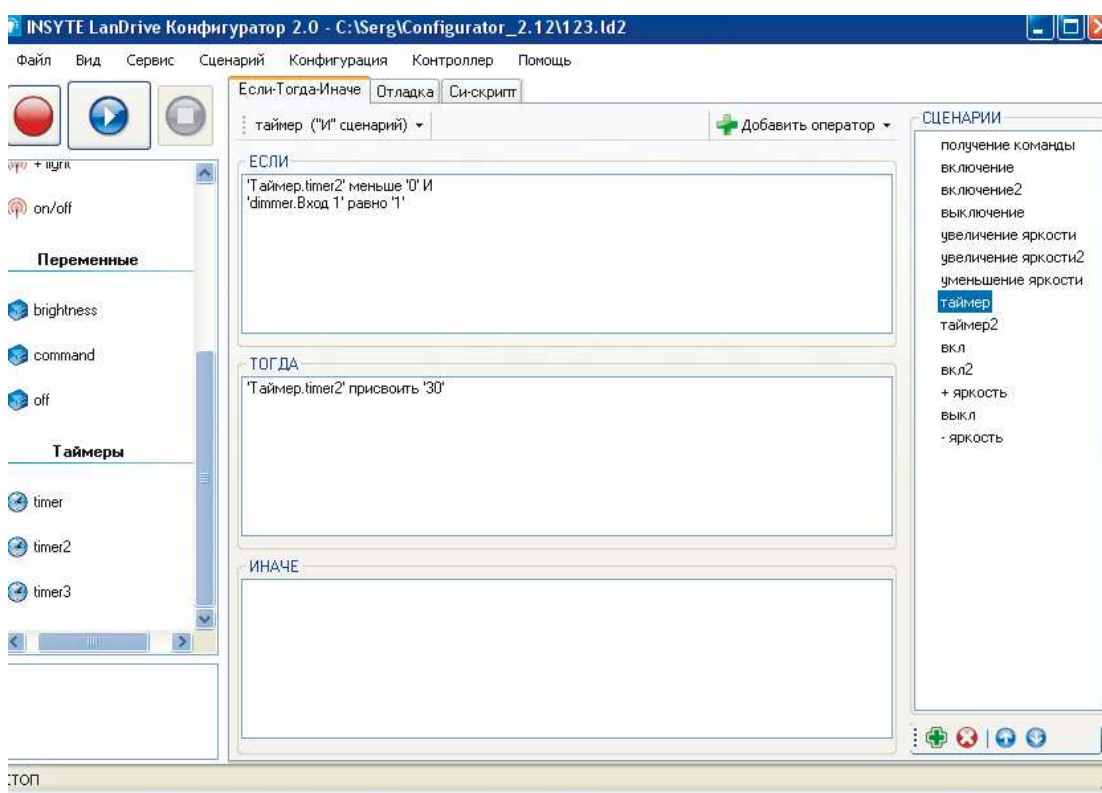 INSYTE LanDrive Конфигуратор 2.0 - C:\Serg\Configurator_2.12\123.ld2
Файл Вид Сервис Сценарий Конфигурация Контроллер Помощь
Если-Тогда-Иначе Отладка Си-скрипт
таймер ("И" сценарий) Добавить оператор
+ light
on/off
Переменные
brightness
command
off
Таймеры
timer
timer2
timer3
ЕСЛИ
'Таймер.timer2' меньше '0' И
'dimmer.Вход 1' равно '1'
ТОГДА
'Таймер.timer2' присвоить '30'
ИНАЧЕ
СЦЕНАРИИ
получение команды
включение
включение2
выключение
увеличение яркости
увеличение яркости2
уменьшение яркости
таймер
таймер2
вкл
вкл2
+ яркость
выкл
- яркость
СТОП